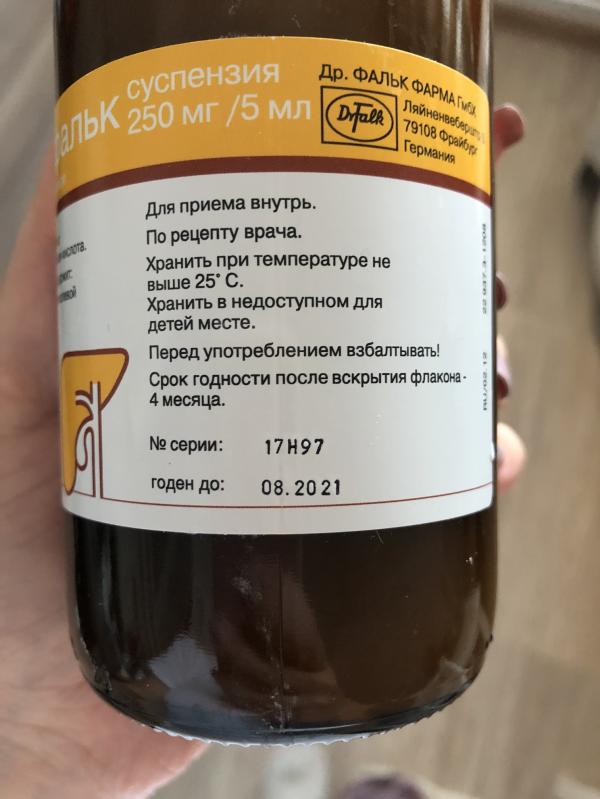 суспензия
250 мг /5 мл
Др. ФАЛЬК ФАРМА ГмбХ,
Dr Falk
79108 Фрайбург
Германия
Для приема внутрь.
По рецепту врача.
Хранить при температуре не
выше 25° С.
Хранить в недоступном для
детей месте.
Перед употреблением взбалтывать!
Срок годности после вскрытия флакона -
4 месяца.
№ серии: 17H97
годен до: 08.2021